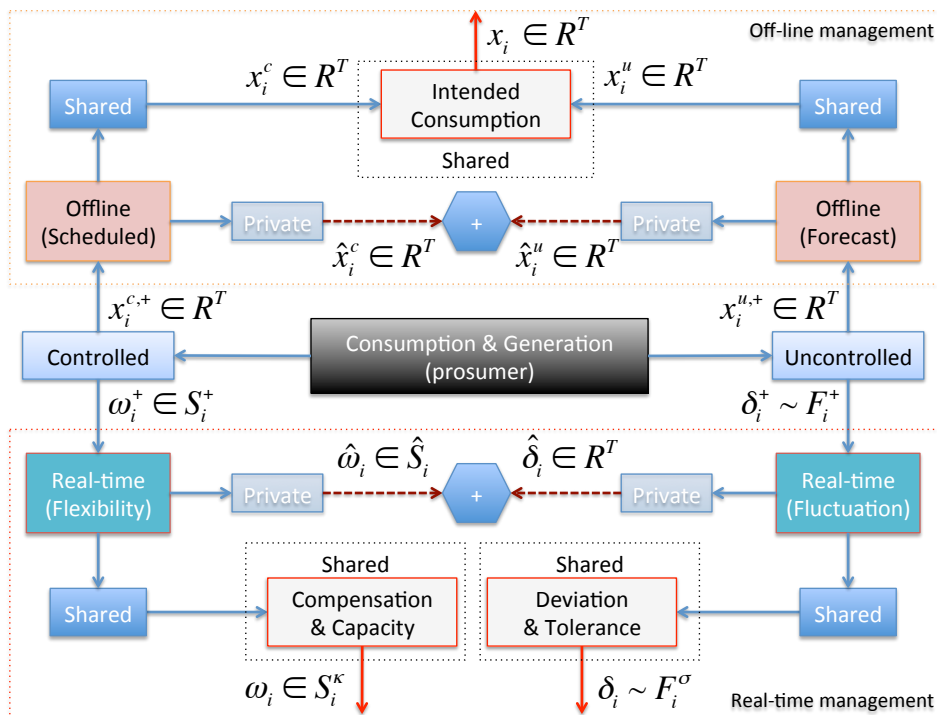 x_i ∈ R^T
Off-line management
x_i^c ∈ R^T
x_i^u ∈ R^T
Shared
Intended
Consumption
Shared
Shared
Offline
(Scheduled)
Private
+
Private
Offline
(Forecast)
x̂_i^c ∈ R^T
x̂_i^u ∈ R^T
x_i^{c,+} ∈ R^T
x_i^{u,+} ∈ R^T
Controlled
Consumption & Generation
(prosumer)
Uncontrolled
ω_i^+ ∈ S_i^+
δ_i^+ ~ F_i^+
ω̂_i ∈ Ŝ_i
δ̂_i ∈ R^T
Real-time
(Flexibility)
Private
+
Private
Real-time
(Fluctuation)
Shared
Shared
Shared
Compensation
& Capacity
Deviation
& Tolerance
Shared
ω_i ∈ S_i^κ
δ_i ~ F_i^σ
Real-time management